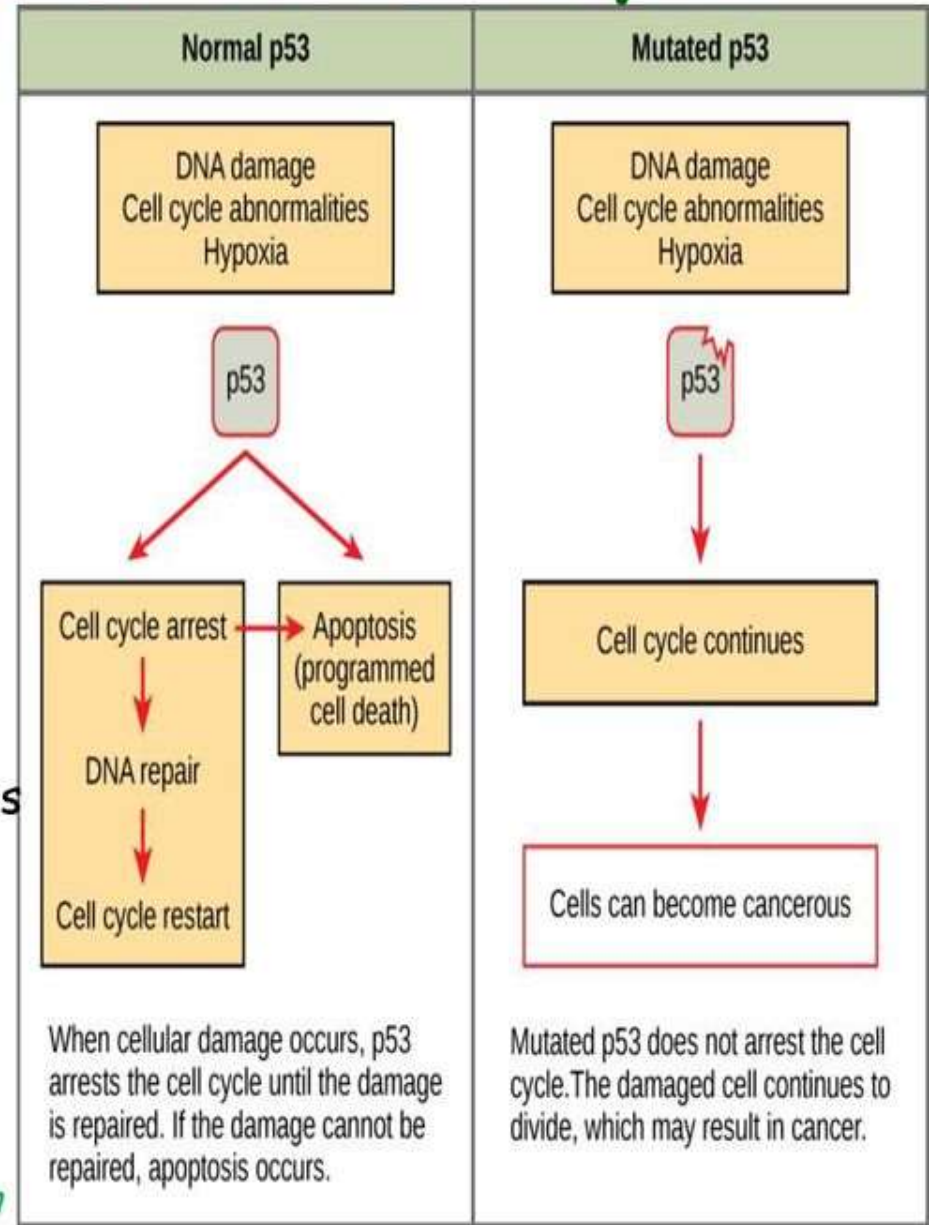 Normal p53
DNA damage
Cell cycle abnormalities
Hypoxia
p53
Cell cycle arrest
Apoptosis
(programmed
cell death)
DNA repair
Cell cycle restart
When cellular damage occurs, p53
arrests the cell cycle until the damage
is repaired. If the damage cannot be
repaired, apoptosis occurs.
Mutated p53
DNA damage
Cell cycle abnormalities
Hypoxia
p53
Cell cycle continues
Cells can become cancerous
Mutated p53 does not arrest the cell
cycle.The damaged cell continues to
divide, which may result in cancer.